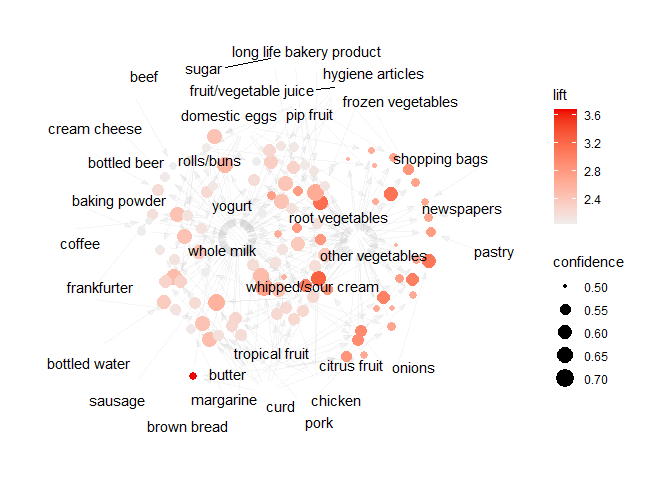 long life bakery product
sugar
hygiene articles
beef
fruit/vegetable juice
frozen vegetables
domestic eggs
pip fruit
cream cheese
bottled beer
rolls/buns
shopping bags
baking powder
yogurt
root vegetables
newspapers
coffee
whole milk
other vegetables
pastry
frankfurter
whipped/sour cream
tropical fruit
bottled water
citrus fruit
onions
butter
sausage
margarine
curd
chicken
brown bread
pork
lift
3.6
3.2
2.8
2.4
confidence
0.50
0.55
0.60
0.65
0.70